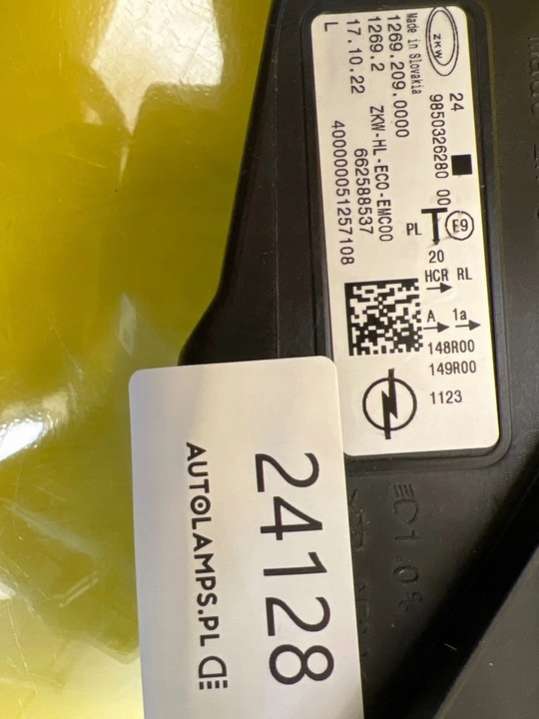 ZKW
24
9850326280 00
Made in Slovakia
1269.209.0000
1269.2
ZKW-HL-ECO-EMC00
17.10.22
662588537
L
400000051257108
PL
E9
20
HCR RL
A 1a
148R00
149R00
1123
24128
AUTOLAMPS.PL